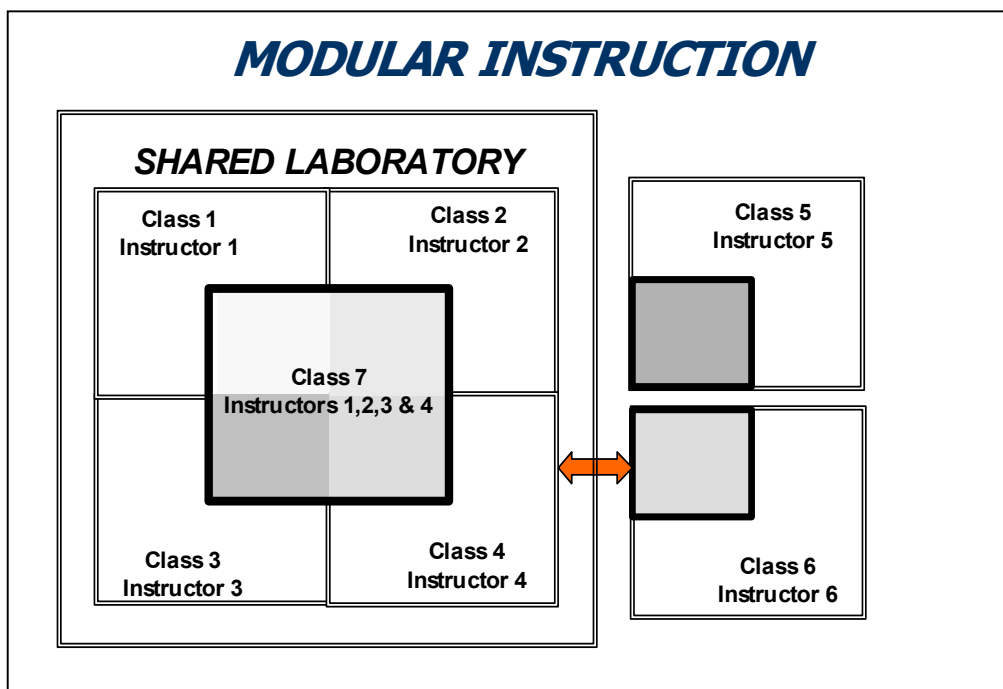 MODULAR INSTRUCTION
SHARED LABORATORY
Class 1
Instructor 1
Class 2
Instructor 2
Class 5
Instructor 5
Class 7
Instructors 1,2,3 & 4
Class 3
Instructor 3
Class 4
Instructor 4
Class 6
Instructor 6